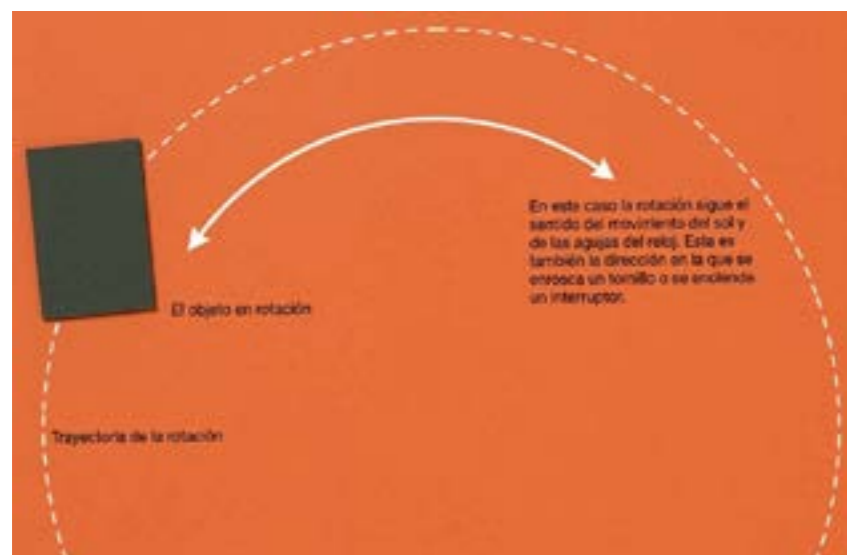 En este caso la rotación sigue el
sentido del movimiento del sol y
de las agujas del reloj. Esta es
también la dirección en la que se
enrosca un tornillo o se enciende
un interruptor.
El objeto en rotación
Trayectoria de la rotación